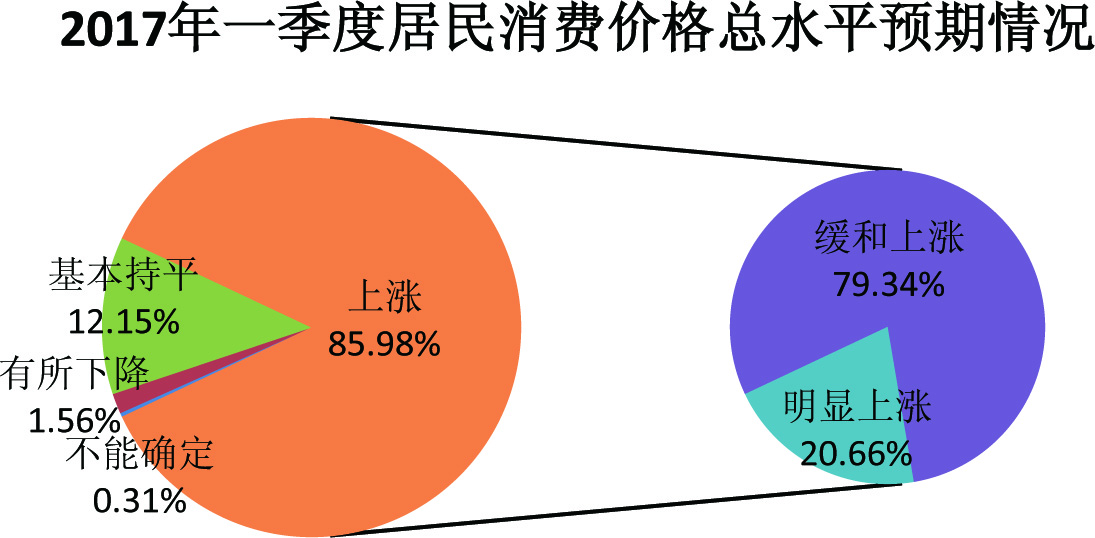 2017年一季度居民消费价格总水平预期情况
基本持平
12.15%
有所下降
1.56%
不能确定
0.31%
上涨
85.98%
缓和上涨
79.34%
明显上涨
20.66%